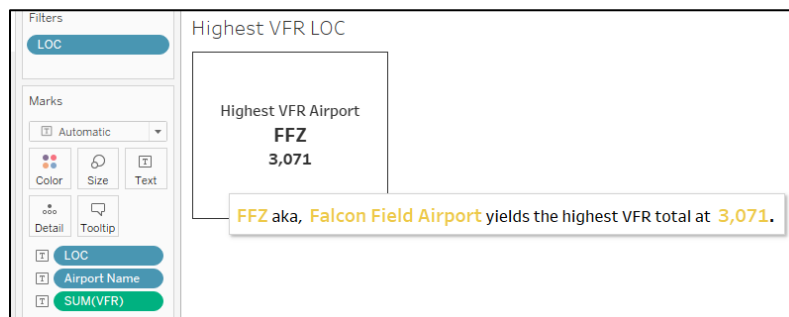 Filters
LOC
Marks
Automatic
Color Size Text
Detail Tooltip
LOC
Airport Name
SUM(VFR)
Highest VFR LOC
Highest VFR Airport
FFZ
3,071
FFZ aka, Falcon Field Airport yields the highest VFR total at 3,071.